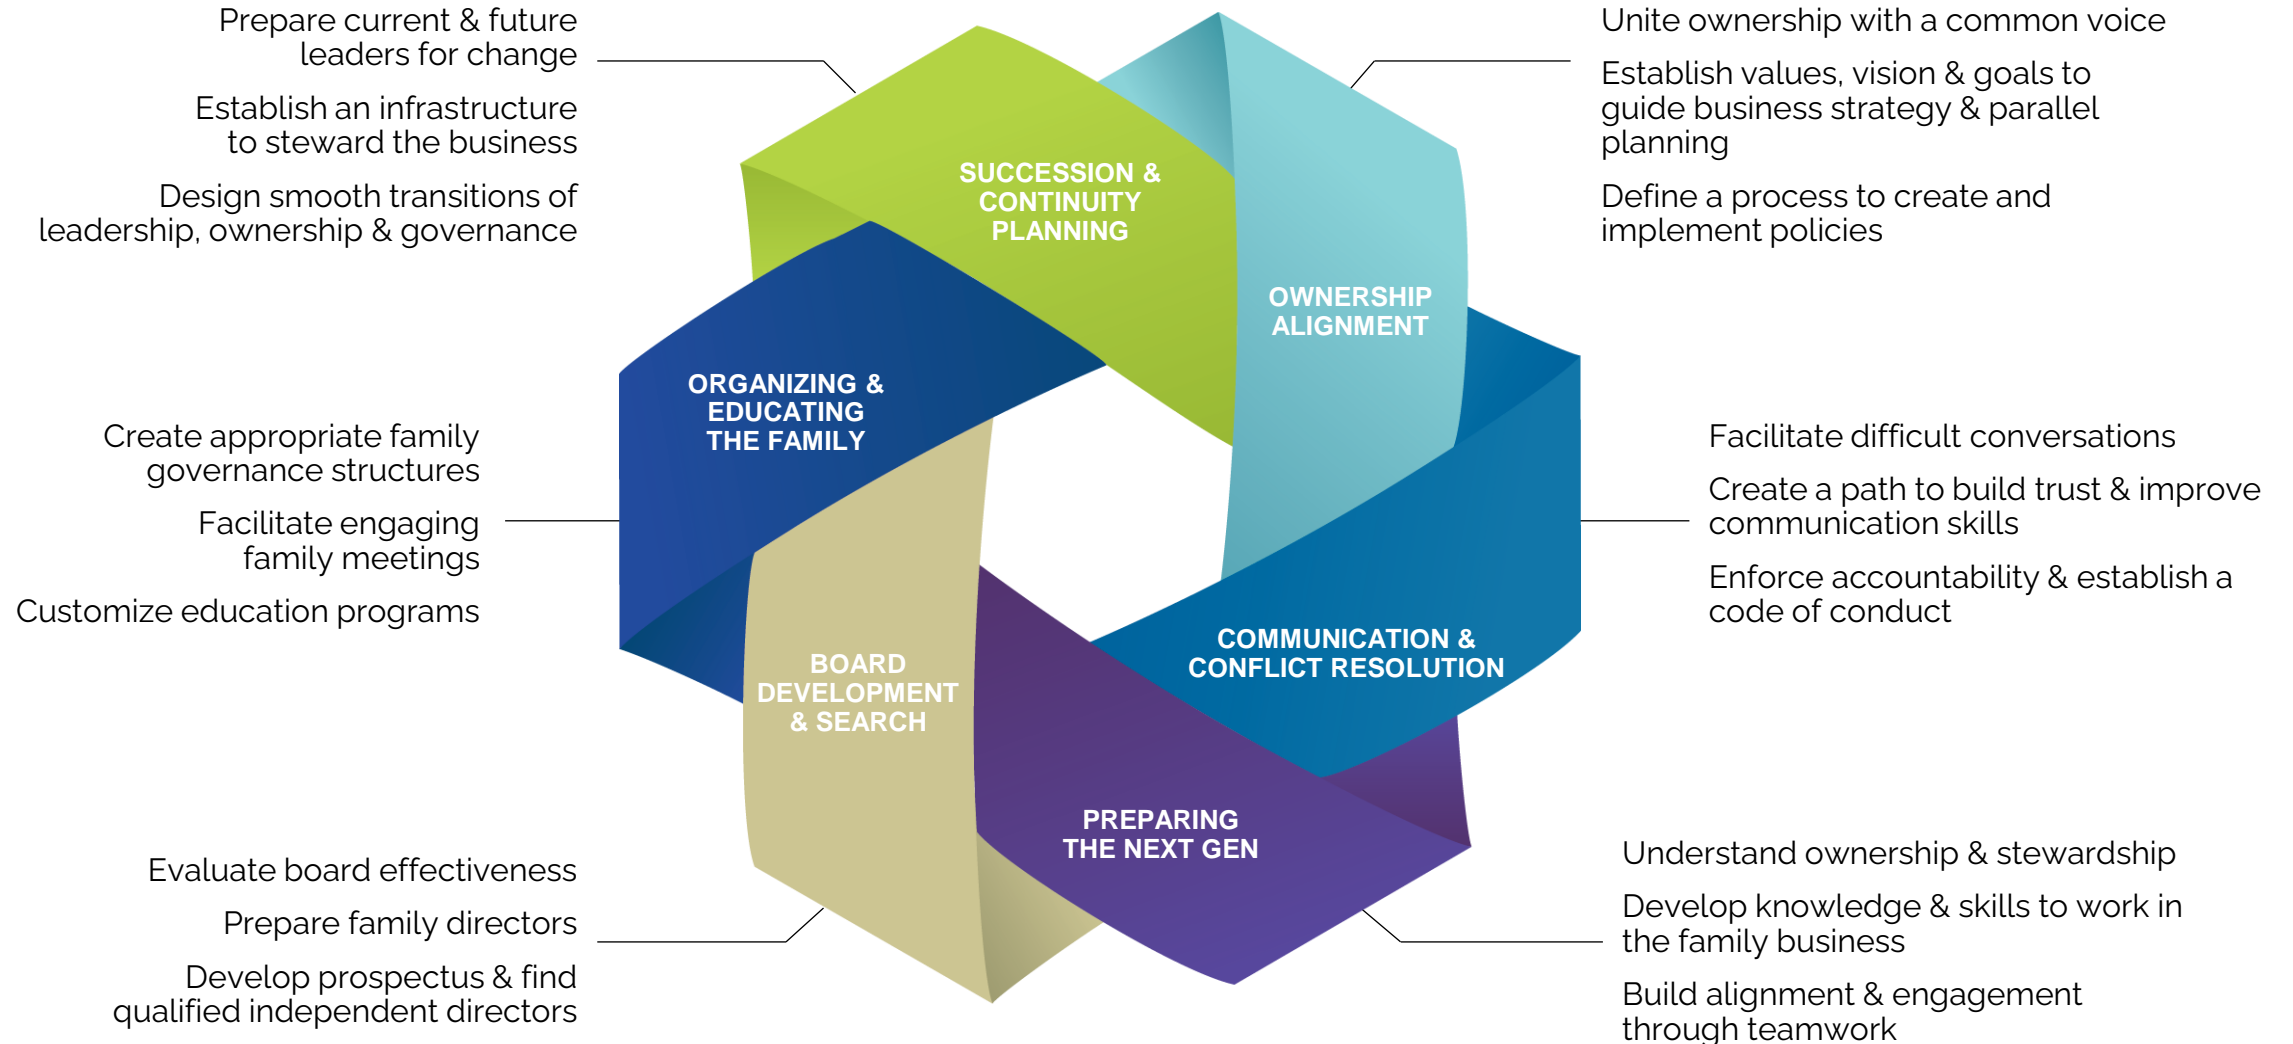 Prepare current & future
leaders for change
Establish an infrastructure
to steward the business
Design smooth transitions of
leadership, ownership & governance
SUCCESSION &
CONTINUITY
PLANNING
Unite ownership with a common voice
Establish values, vision & goals to
guide business strategy & parallel
planning
Define a process to create and
implement policies
OWNERSHIP
ALIGNMENT
Create appropriate family
governance structures
Facilitate engaging
family meetings
Customize education programs
ORGANIZING &
EDUCATING
THE FAMILY
Facilitate difficult conversations
Create a path to build trust & improve
communication skills
Enforce accountability & establish a
code of conduct
COMMUNICATION &
CONFLICT RESOLUTION
BOARD
DEVELOPMENT
& SEARCH
Evaluate board effectiveness
Prepare family directors
Develop prospectus & find
qualified independent directors
PREPARING
THE NEXT GEN
Understand ownership & stewardship
Develop knowledge & skills to work in
the family business
Build alignment & engagement
through teamwork